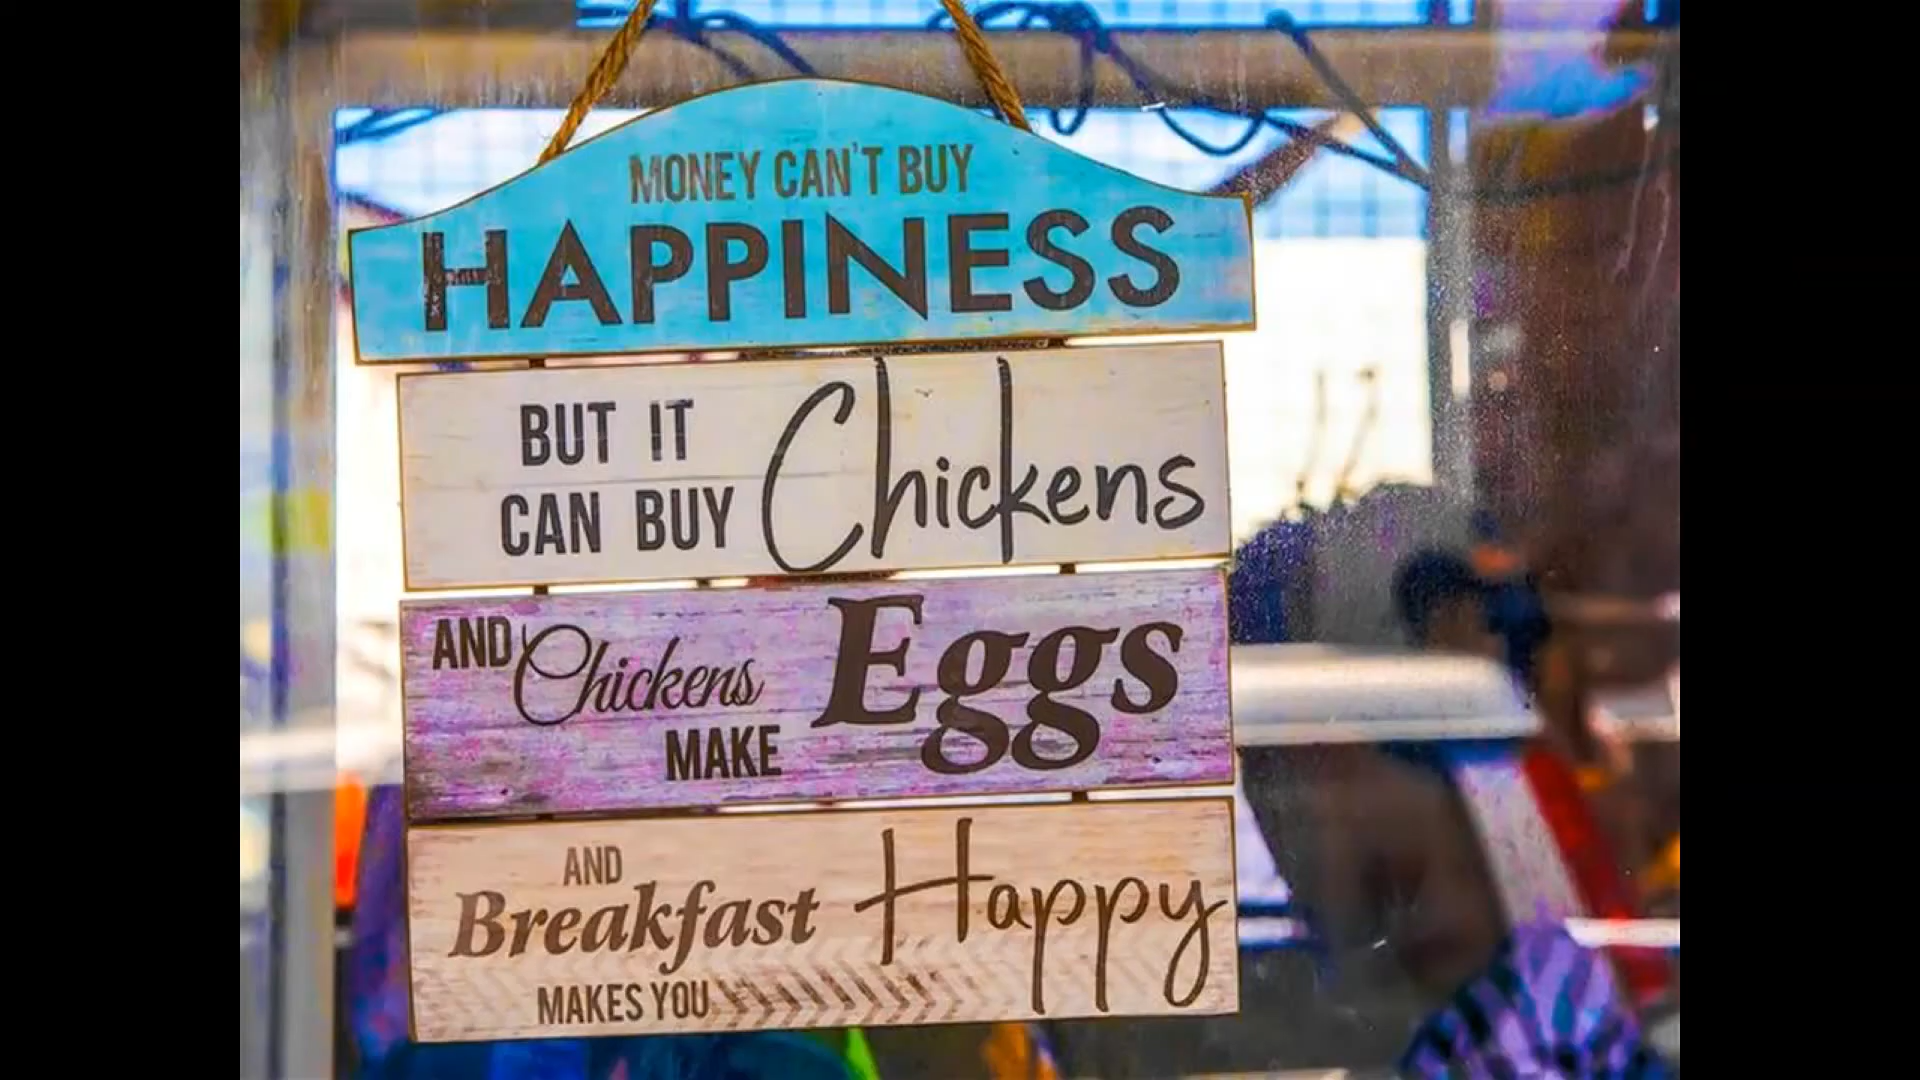 MONEY CAN'T BUY
HAPPINESS
BUT IT
CAN BUY Chickens
AND Chickens
MAKE Eggs
AND
Breakfast Happy
MAKES YOU